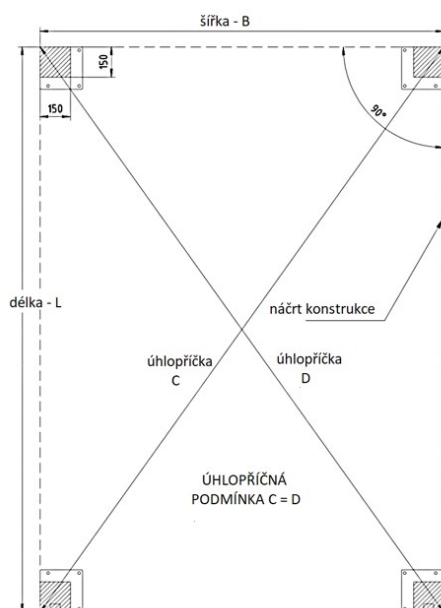 šířka - B
150
150
90°
délka - L
náčrt konstrukce
úhlopříčka
C
úhlopříčka
D
ÚHLOPŘÍČNÁ
PODMÍNKA C = D